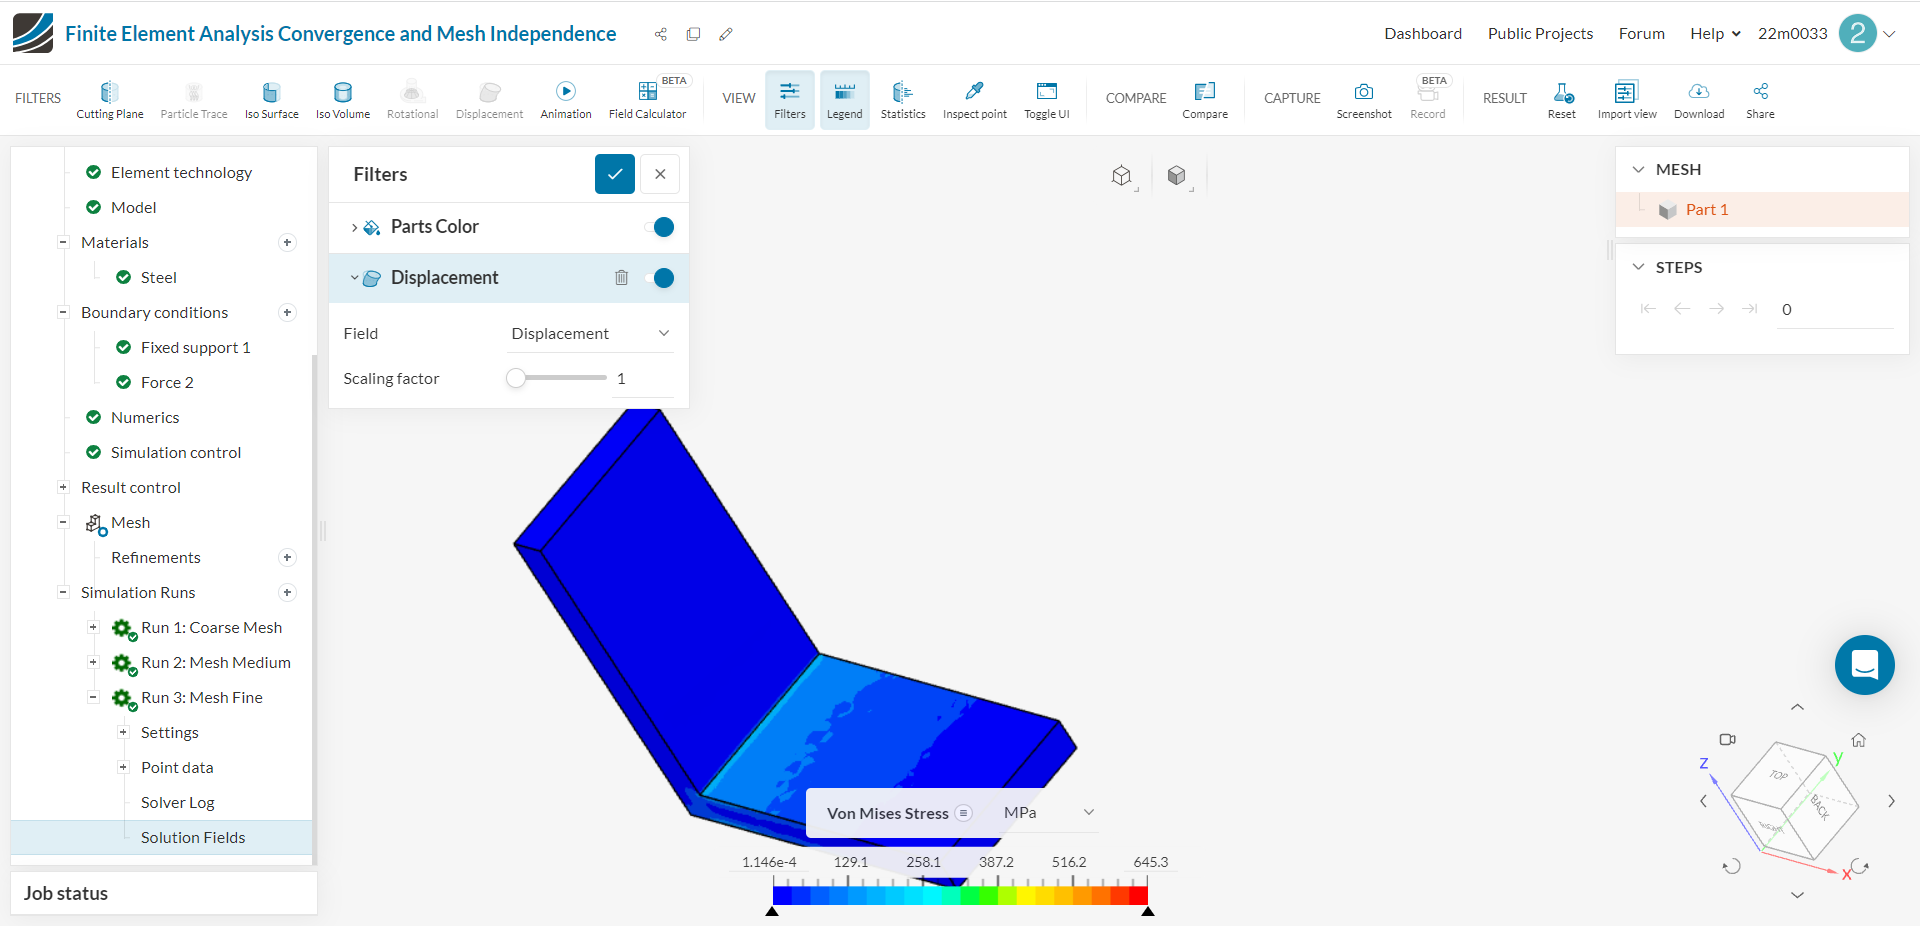 Finite Element Analysis Convergence and Mesh Independence
Dashboard Public Projects Forum Help 22m0033 2
FILTERS Cutting Plane Particle Trace Iso Surface Iso Volume Rotational Displacement Animation Field Calculator BETA VIEW Filters Legend Statistics Inspect point Toggle UI COMPARE Compare CAPTURE Screenshot BETA Record RESULT Reset Import view Download Share
Element technology
Model
Materials
Steel
Boundary conditions
Fixed support 1
Force 2
Numerics
Simulation control
Result control
Mesh
Refinements
Simulation Runs
Run 1: Coarse Mesh
Run 2: Mesh Medium
Run 3: Mesh Fine
Settings
Point data
Solver Log
Solution Fields
Job status
Filters
Parts Color
Displacement
Field Displacement
Scaling factor 1
MESH
Part 1
STEPS
0
Von Mises Stress MPa
1.146e-4 129.1 258.1 387.2 516.2 645.3
Z
y
TOP
BACK
X